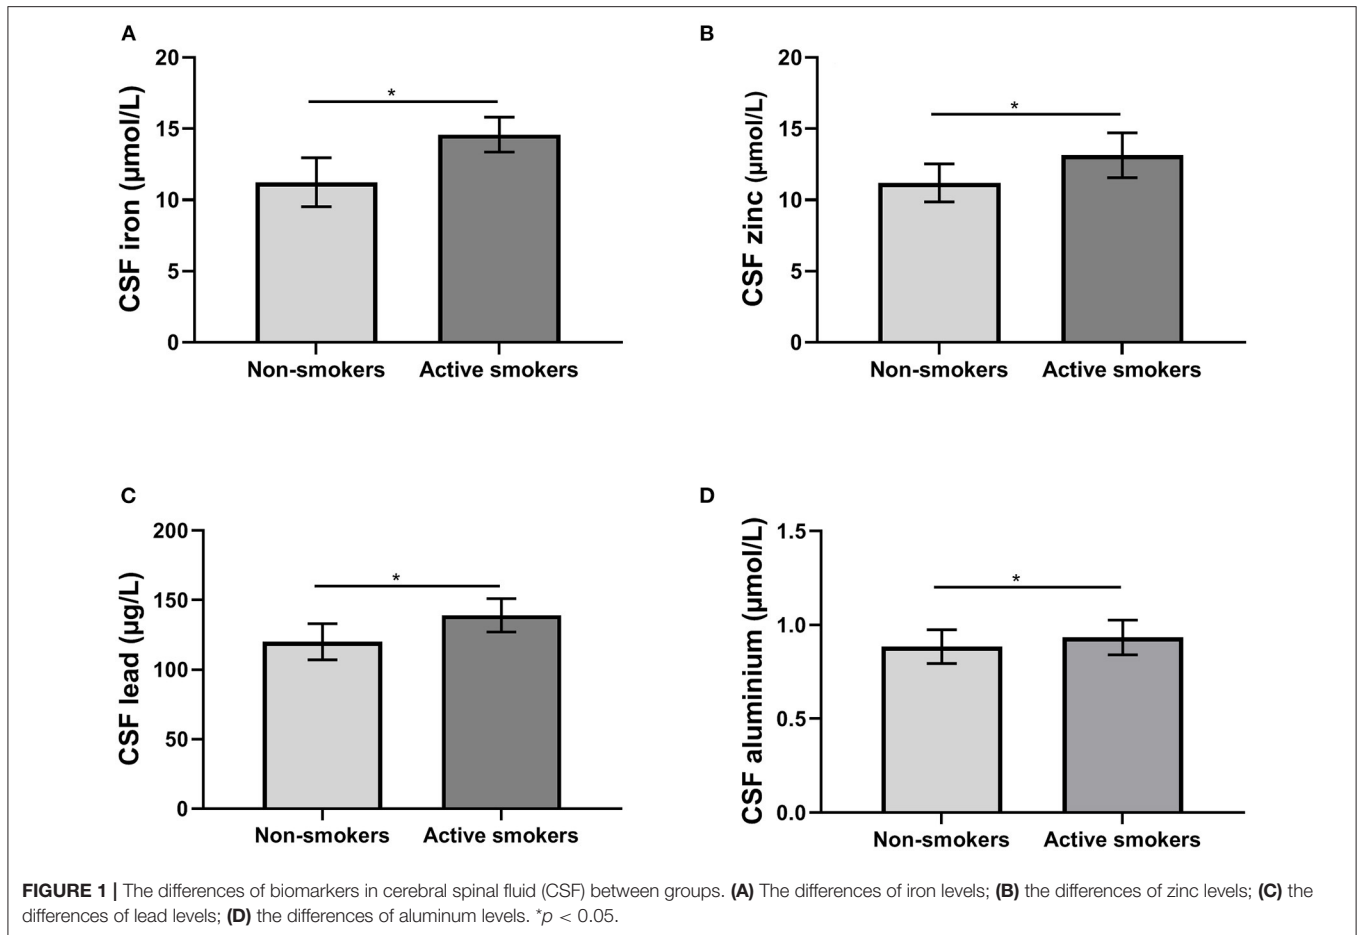 A
20
15
10
5
0
CSF iron (µmol/L)
*
Non-smokers
Active smokers
B
20
15
10
5
0
CSF zinc (µmol/L)
*
Non-smokers
Active smokers
C
200
150
100
50
0
CSF lead (µg/L)
*
Non-smokers
Active smokers
D
1.5
1.0
0.5
0.0
CSF aluminium (µmol/L)
*
Non-smokers
Active smokers
FIGURE 1 | The differences of biomarkers in cerebral spinal fluid (CSF) between groups. (A) The differences of iron levels; (B) the differences of zinc levels; (C) the
differences of lead levels; (D) the differences of aluminum levels. *p < 0.05.